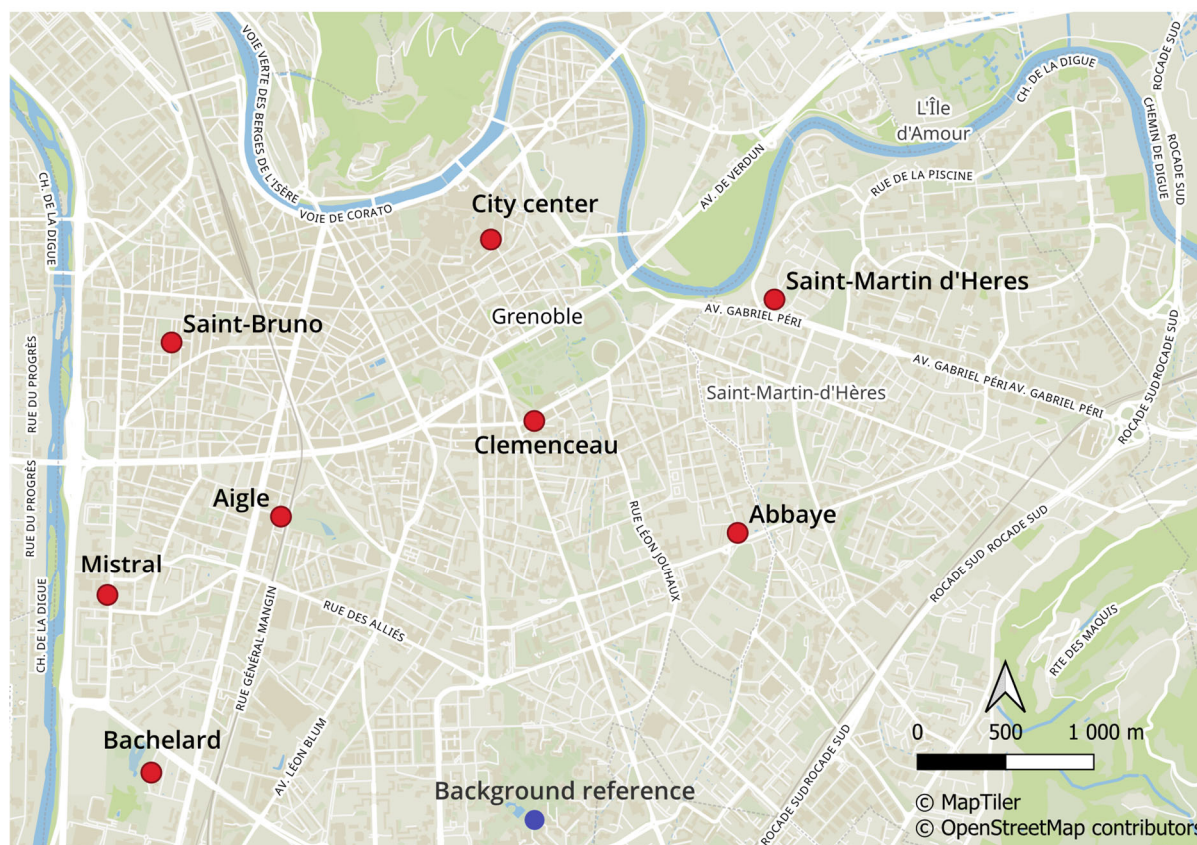 VOIE VERTE DES BERGES DE L'ISÈRE
CH. DE LA DIGUE
ROCADE SUD
L'Île
d'Amour
CH. DE LA DIGUE
CHEMIN DE DIGUE
ROCADE SUD
AV. DE VERDUN
RUE DE LA PISCINE
City center
VOIE DE CORATO
Saint-Martin d'Heres
Grenoble
AV. GABRIEL PÉRI
Saint-Bruno
RUE DU PROGRÈS
ROCADE SUD
ROCADE SUD
AV. GABRIEL PÉRI
AV. GABRIEL PÉRI
Saint-Martin-d'Hères
Clemenceau
RUE DU PROGRÈS
Aigle
Abbaye
RUE LÉON JOUHAUX
ROCADE SUD
ROCADE SUD
Mistral
CH. DE LA DIGUE
RUE DES ALLIÉS
RUE GÉNÉRAL MANGIN
RTE DES MAQUIS
Bachelard
AV. LÉON BLUM
ROCADE SUD
ROCADE SUD
0 500 1 000 m
Background reference
© MapTiler
© OpenStreetMap contributors